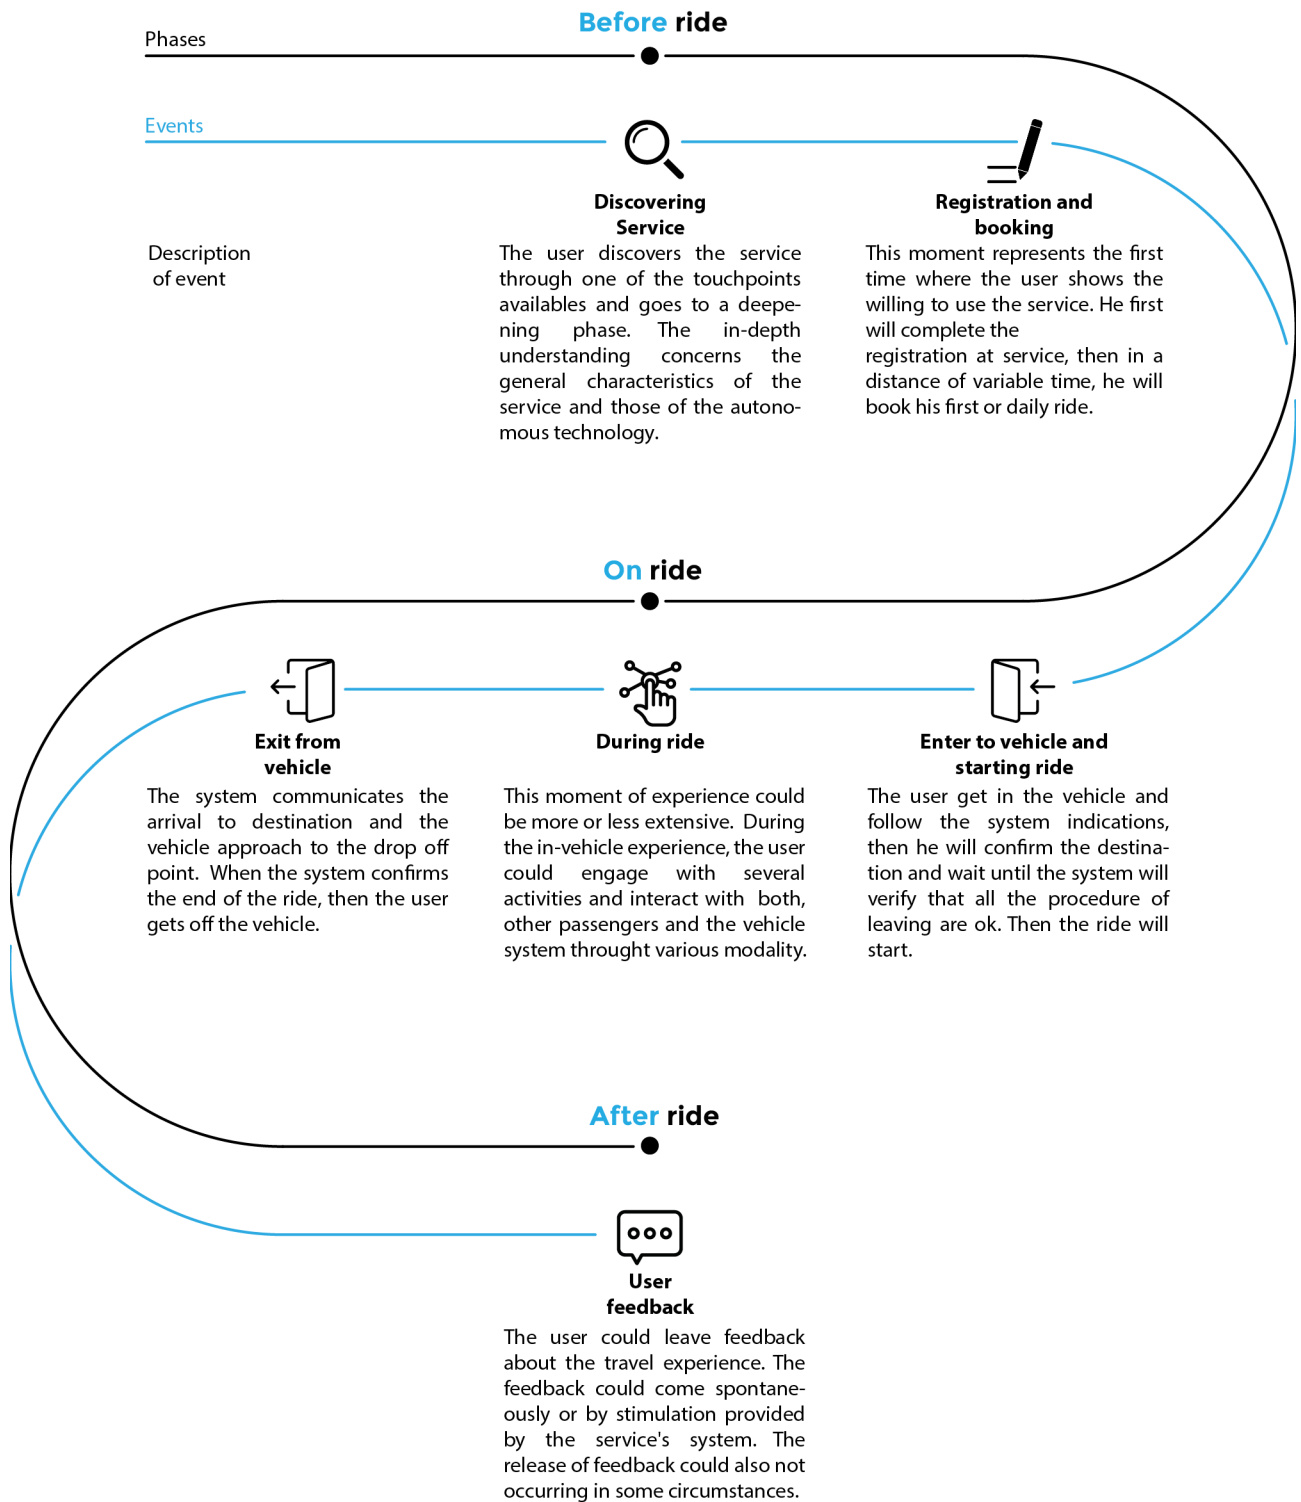 Before ride
Phases
Events
Discovering
Service
Registration and
booking
Description
of event
The user discovers the service
through one of the touchpoints
availables and goes to a deepe-
ning phase. The in-depth
understanding concerns the
general characteristics of the
service and those of the autono-
mous technology.
This moment represents the first
time where the user shows the
willing to use the service. He first
will complete the
registration at service, then in a
distance of variable time, he will
book his first or daily ride.
On ride
Exit from
vehicle
The system communicates the
arrival to destination and the
vehicle approach to the drop off
point. When the system confirms
the end of the ride, then the user
gets off the vehicle.
During ride
This moment of experience could
be more or less extensive. During
the in-vehicle experience, the user
could engage with several
activities and interact with both,
other passengers and the vehicle
system throught various modality.
Enter to vehicle and
starting ride
The user get in the vehicle and
follow the system indications,
then he will confirm the destina-
tion and wait until the system will
verify that all the procedure of
leaving are ok. Then the ride will
start.
After ride
User
feedback
The user could leave feedback
about the travel experience. The
feedback could come spontane-
ously or by stimulation provided
by the service's system. The
release of feedback could also not
occurring in some circumstances.